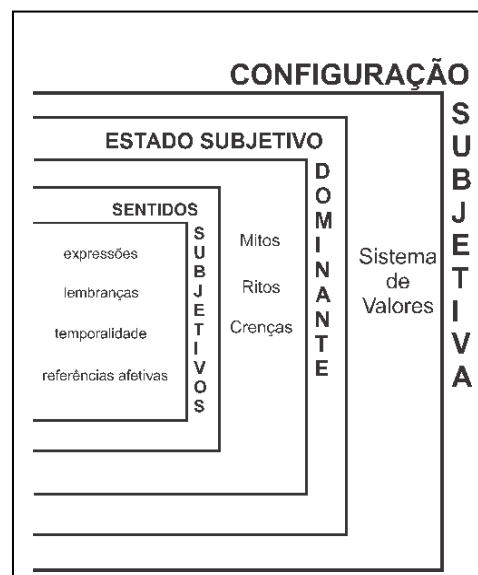 CONFIGURAÇÃO
SUBJETIVA
ESTADO SUBJETIVO
DOMINANTE
SENTIDOS
SUBJETIVOS
expressões
lembranças
temporalidade
referências afetivas
Mitos
Ritos
Crenças
Sistema
de
Valores